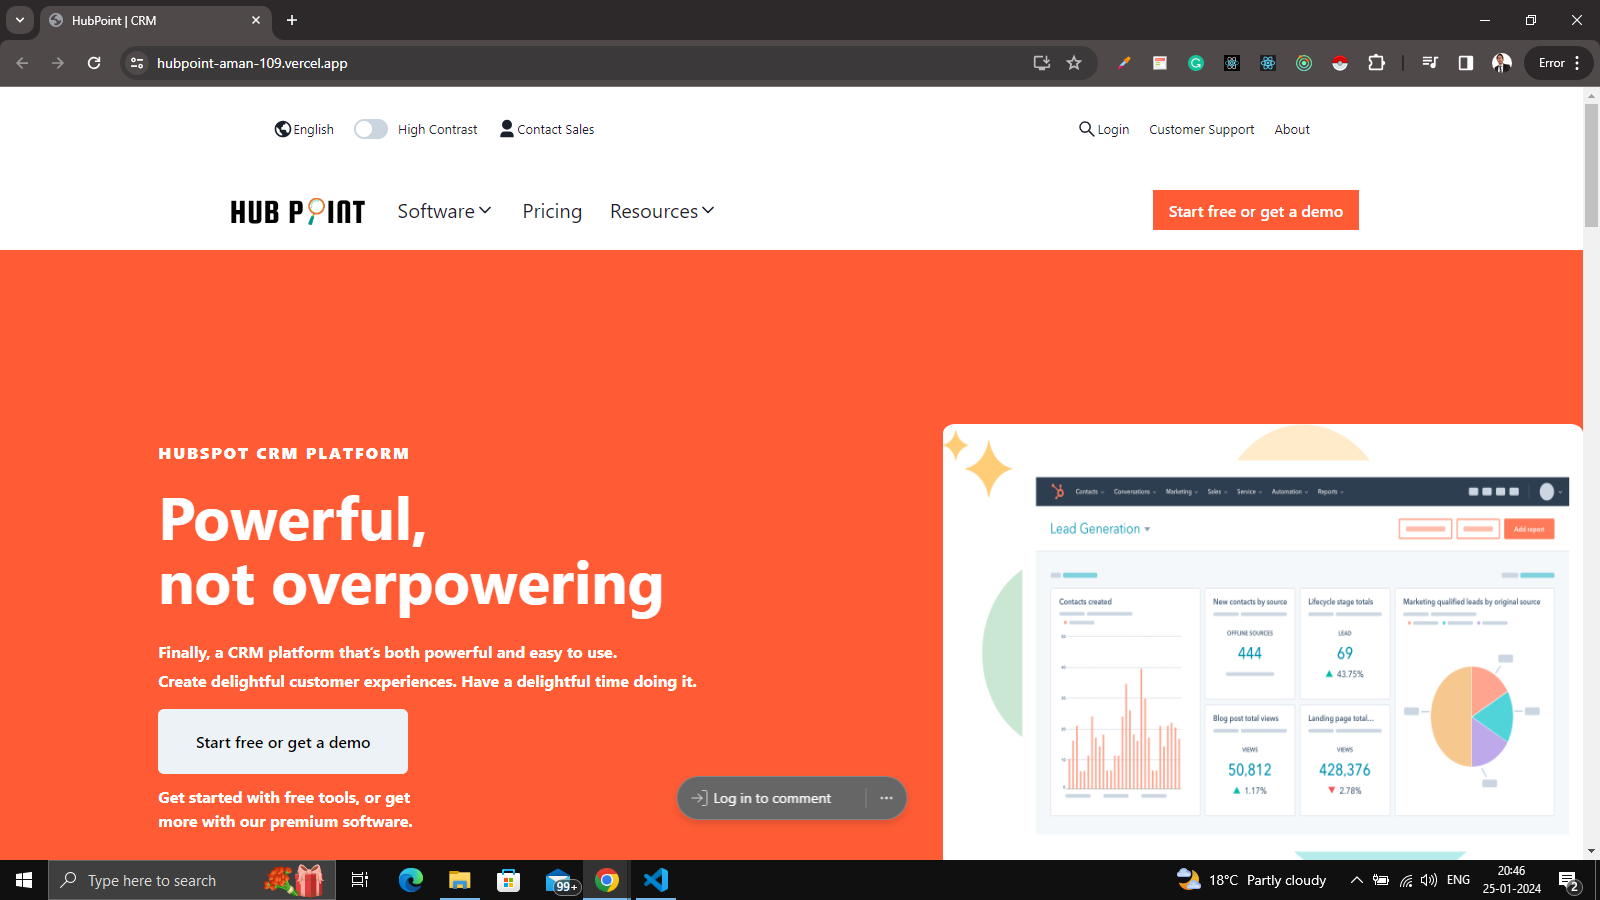 HubPoint | CRM
hubpoint-aman-109.vercel.app
Error
English
High Contrast
Contact Sales
Login
Customer Support
About
HUB POINT
Software
Pricing
Resources
Start free or get a demo
HUBSPOT CRM PLATFORM
Powerful,
not overpowering
Finally, a CRM platform that's both powerful and easy to use.
Create delightful customer experiences. Have a delightful time doing it.
Start free or get a demo
Get started with free tools, or get
more with our premium software.
Contacts
Conversations
Marketing
Sales
Service
Automation
Reports
Lead Generation
Add report
Contacts created
New contacts by source
OFFLINE SOURCES
444
Lifecycle stage totals
LEAD
69
43.75%
Marketing qualified leads by original source
Blog post total views
VIEWS
50,812
1.17%
Landing page total...
VIEWS
428,376
2.78%
Log in to comment
Type here to search
99+
18°C Partly cloudy
ENG
20:46
25-01-2024
2